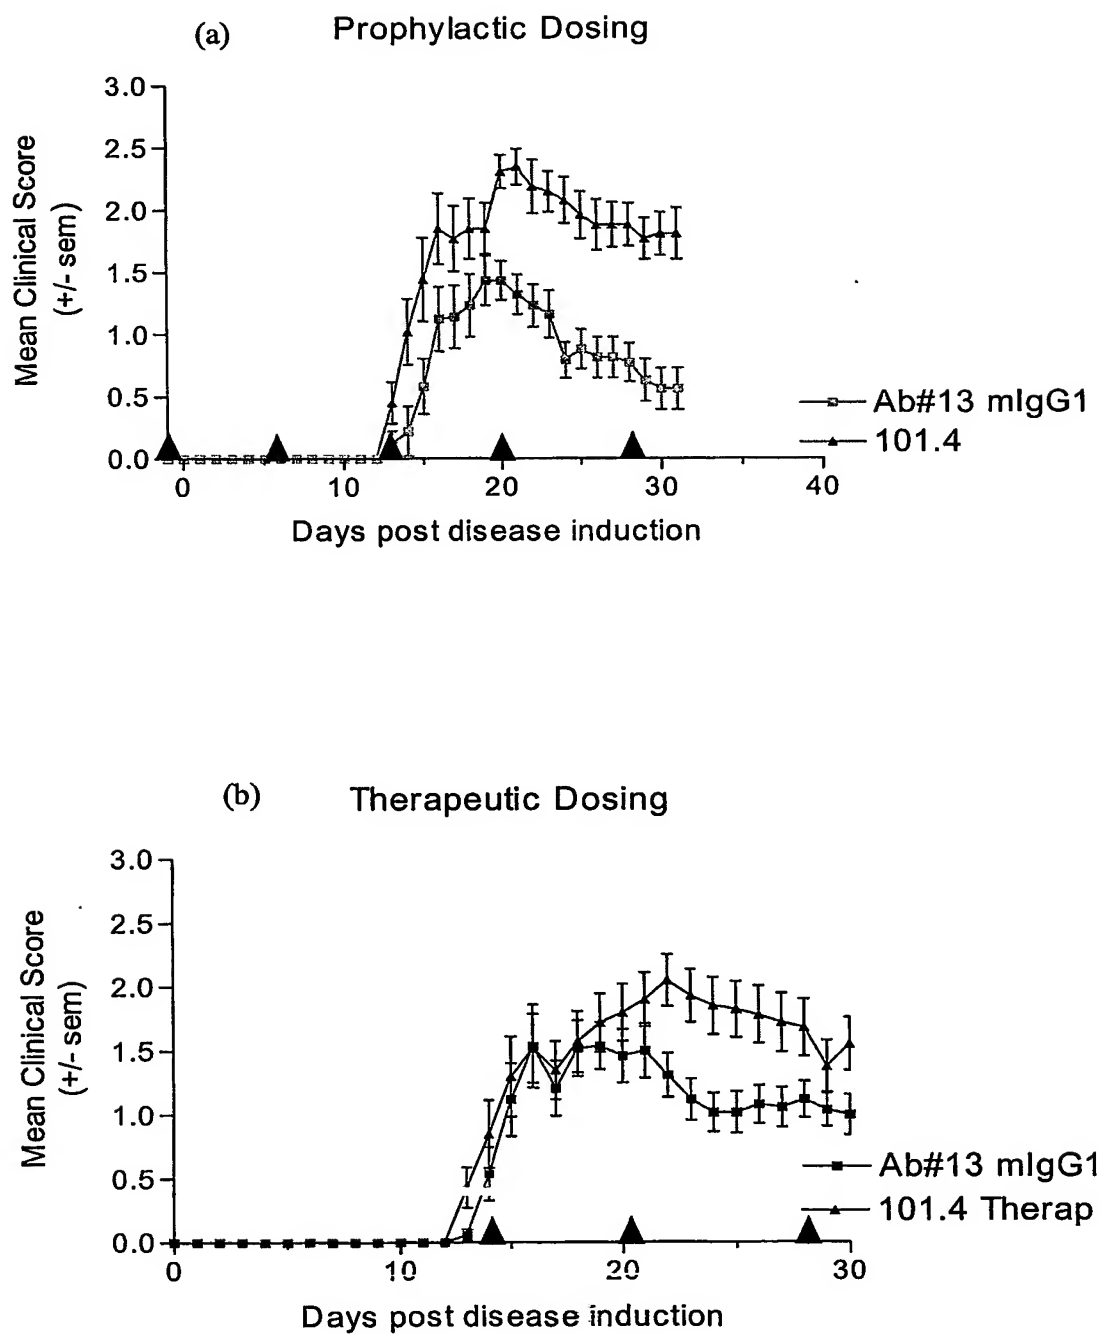 (a) Prophylactic Dosing
3.0
2.5
2.0
1.5
1.0
0.5
0.0
Mean Clinical Score
(+/- sem)
0 10 20 30 40
Days post disease induction
Ab#13 mIgG1
101.4
(b) Therapeutic Dosing
3.0
2.5
2.0
1.5
1.0
0.5
0.0
Mean Clinical Score
(+/- sem)
0 10 20 30
Days post disease induction
Ab#13 mIgG1
101.4 Therap